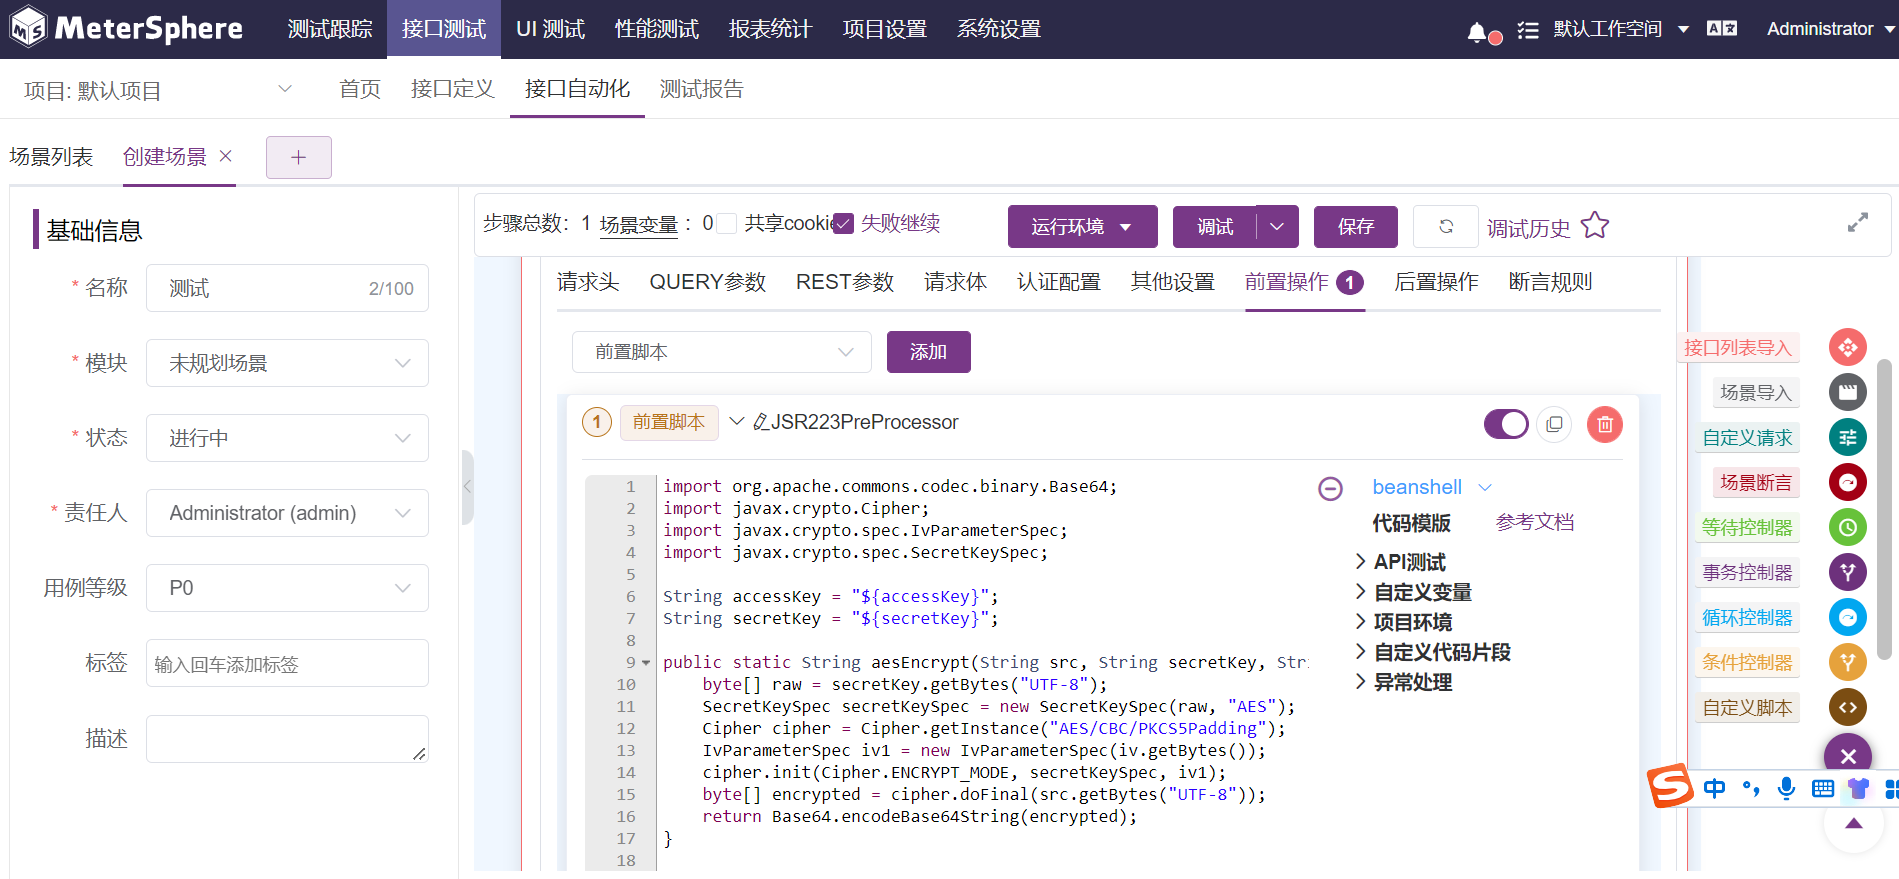 MeterSphere 测试跟踪 接口测试 UI 测试 性能测试 报表统计 项目设置 系统设置 默认工作空间 Administrator
项目: 默认项目 首页 接口定义 接口自动化 测试报告
场景列表 创建场景
基础信息
* 名称 测试 2/100
* 模块 未规划场景
* 状态 进行中
* 责任人 Administrator (admin)
用例等级 P0
标签 输入回车添加标签
描述
步骤总数: 1 场景变量 : 0 共享cookie 失败继续 运行环境 调试 保存 调试历史
请求头 QUERY参数 REST参数 请求体 认证配置 其他设置 前置操作 1 后置操作 断言规则
前置脚本 添加
1 前置脚本 JSR223PreProcessor
1 import org.apache.commons.codec.binary.Base64;
2 import javax.crypto.Cipher;
3 import javax.crypto.spec.IvParameterSpec;
4 import javax.crypto.spec.SecretKeySpec;
5
6 String accessKey = "${accessKey}";
7 String secretKey = "${secretKey}";
8
9 public static String aesEncrypt(String src, String secretKey, Stri
10 byte[] raw = secretKey.getBytes("UTF-8");
11 SecretKeySpec secretKeySpec = new SecretKeySpec(raw, "AES");
12 Cipher cipher = Cipher.getInstance("AES/CBC/PKCS5Padding");
13 IvParameterSpec iv1 = new IvParameterSpec(iv.getBytes());
14 cipher.init(Cipher.ENCRYPT_MODE, secretKeySpec, iv1);
15 byte[] encrypted = cipher.doFinal(src.getBytes("UTF-8"));
16 return Base64.encodeBase64String(encrypted);
17 }
18
beanshell
代码模版 参考文档
API测试
自定义变量
项目环境
自定义代码片段
异常处理
接口列表导入
场景导入
自定义请求
场景断言
等待控制器
事务控制器
循环控制器
条件控制器
自定义脚本
中